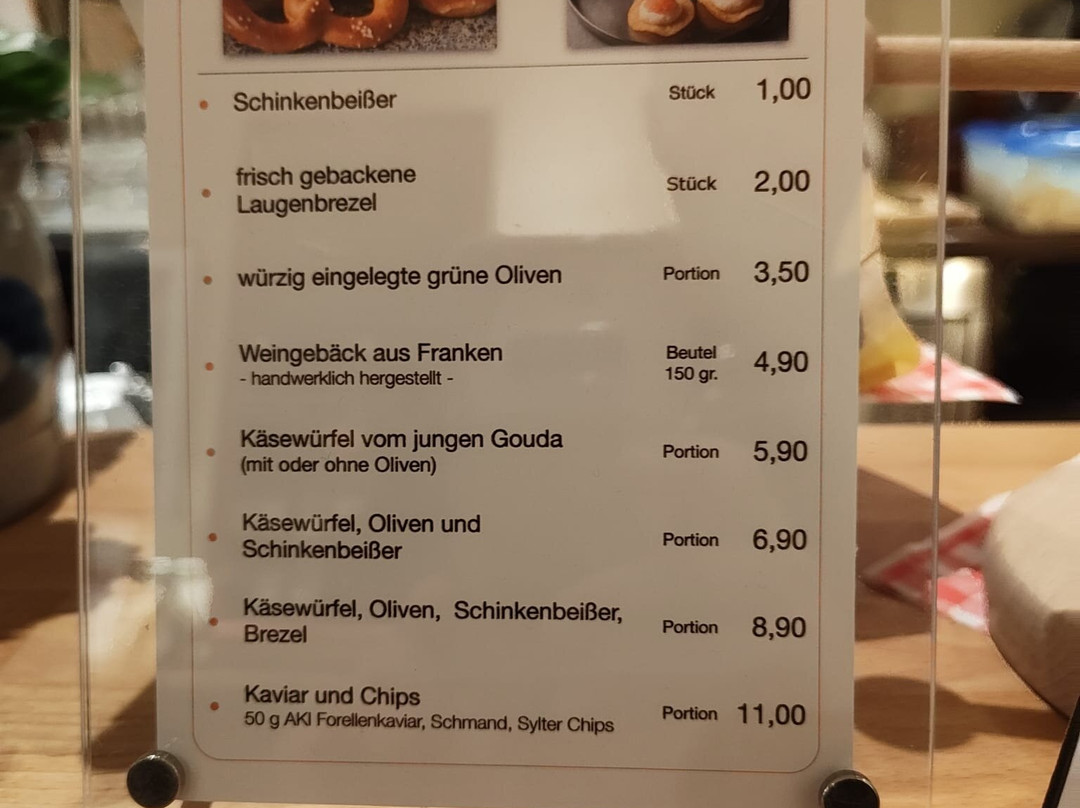 Schinkenbeißer Stück 1,00
frisch gebackene
Laugenbrezel Stück 2,00
würzig eingelegte grüne Oliven Portion 3,50
Weingebäck aus Franken Beutel 4,90
- handwerklich hergestellt - 150 gr.
Käsewürfel vom jungen Gouda Portion 5,90
(mit oder ohne Oliven)
Käsewürfel, Oliven und
Schinkenbeißer Portion 6,90
Käsewürfel, Oliven, Schinkenbeißer,
Brezel Portion 8,90
Kaviar und Chips Portion 11,00
50 g AKI Forellenkaviar, Schmand, Sylter Chips